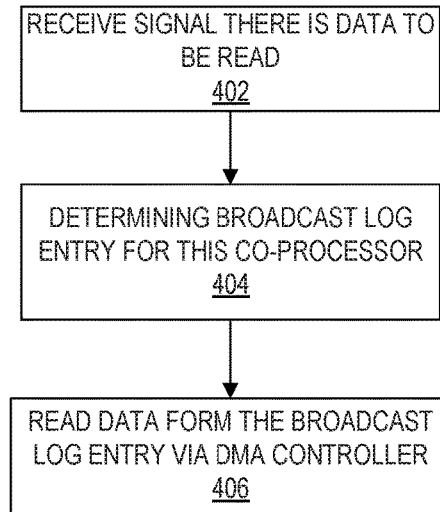 RECEIVE SIGNAL THERE IS DATA TO
BE READ
402
DETERMINING BROADCAST LOG
ENTRY FOR THIS CO-PROCESSOR
404
READ DATA FORM THE BROADCAST
LOG ENTRY VIA DMA CONTROLLER
406